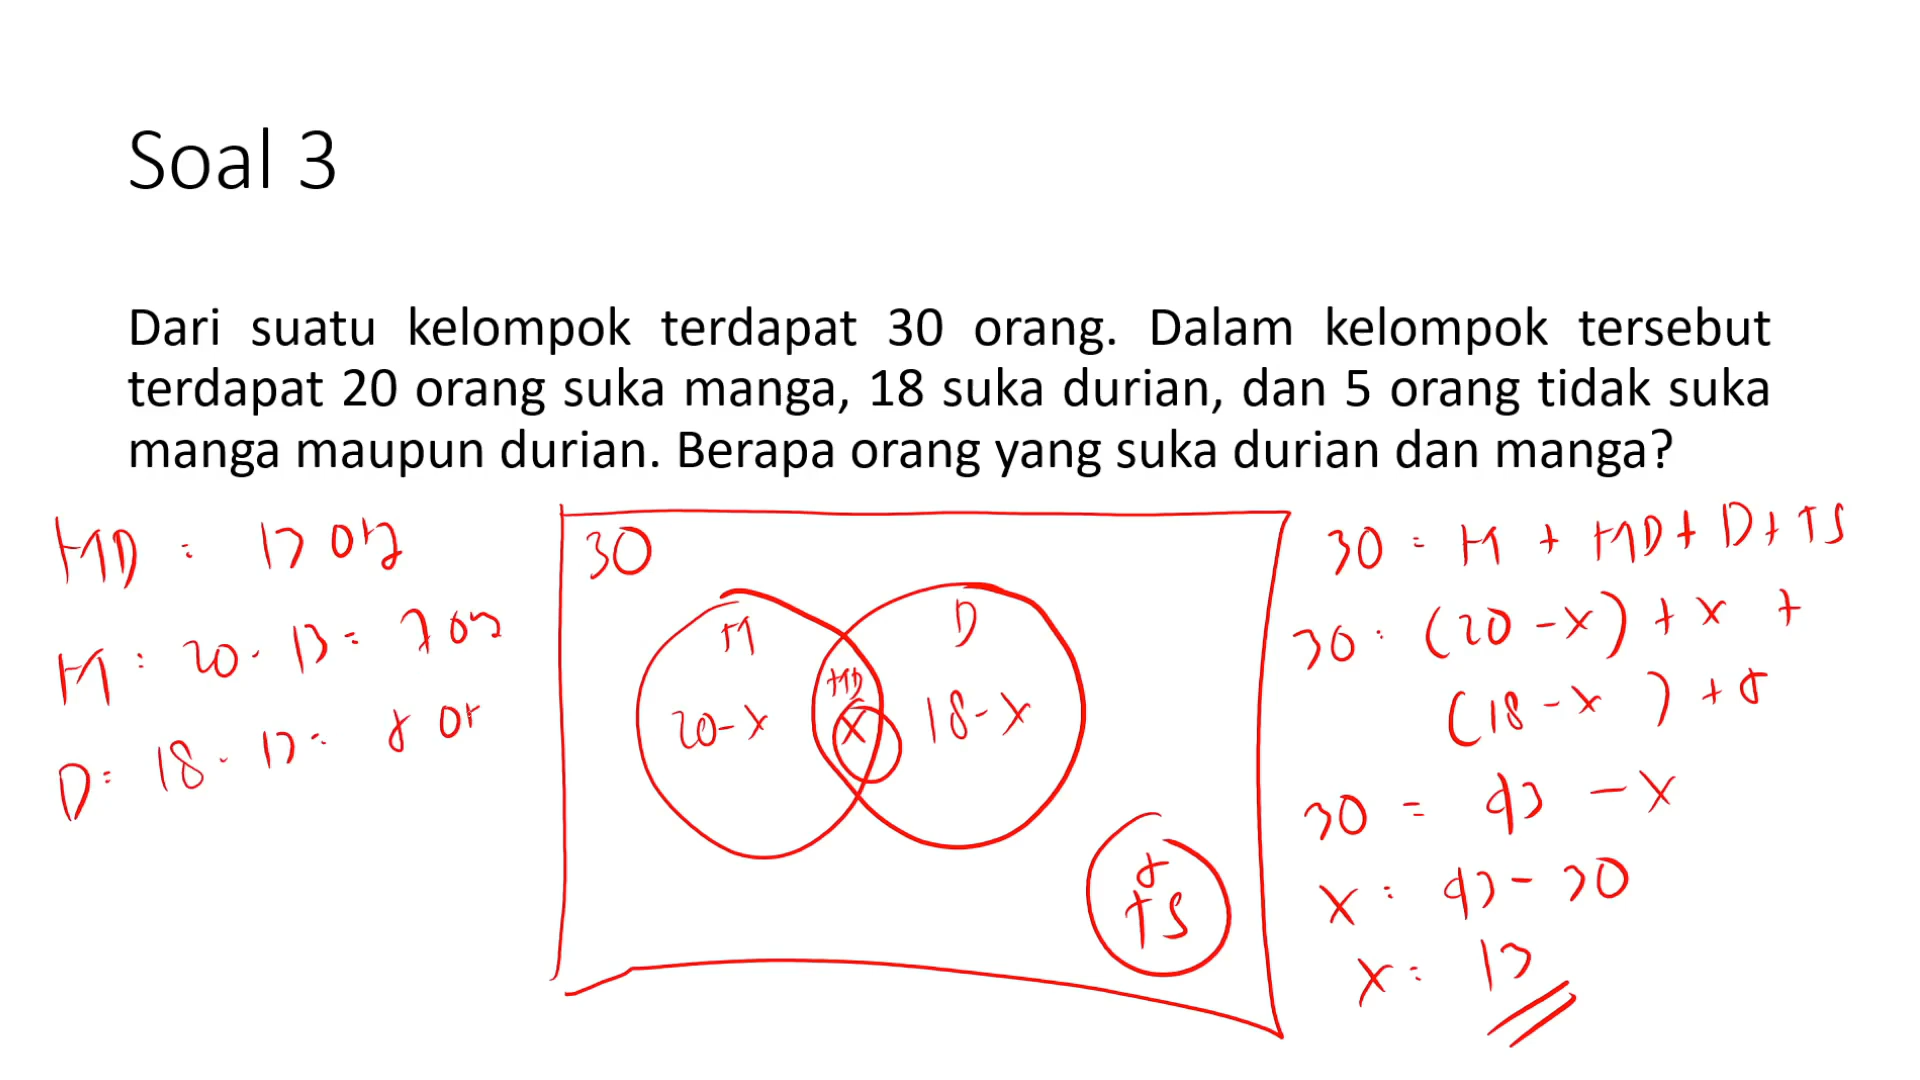 Soal 3
Dari suatu kelompok terdapat 30 orang. Dalam kelompok tersebut
terdapat 20 orang suka manga, 18 suka durian, dan 5 orang tidak suka
manga maupun durian. Berapa orang yang suka durian dan manga?
MD = 13 org
M = 20 - 13 = 7 org
D = 18 - 13 = 5 or
30
M
D
MD
20-x
x
18-x
5
TS
30 = M + MD + D + TS
30 = (20 - x) + x +
(18 - x) + 5
30 = 43 - x
x = 43 - 30
x = 13